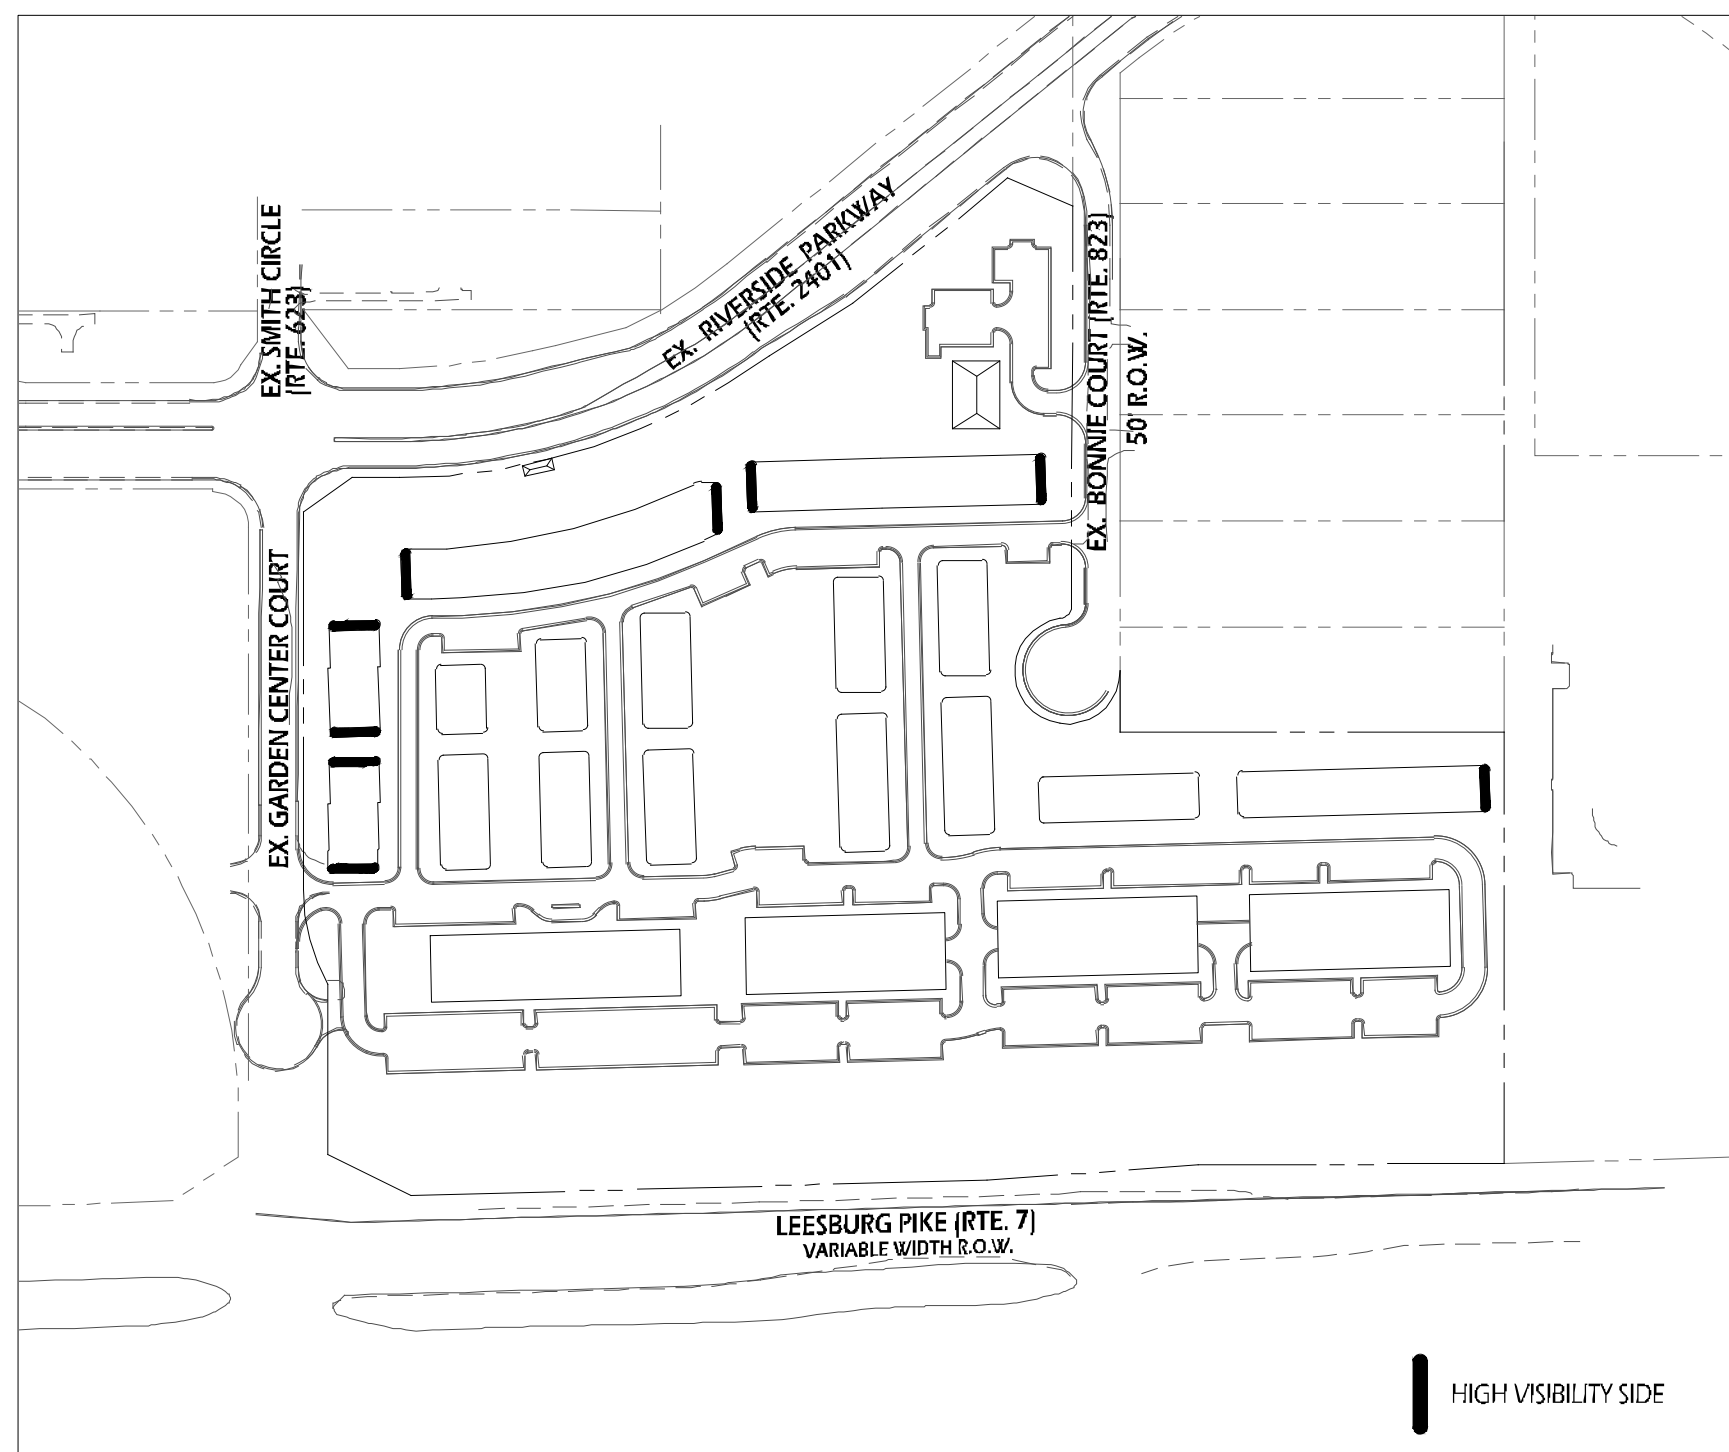 EX. SMITH CIRCLE
(RTE. 623)
EX. RIVERSIDE PARKWAY
(RTE. 2401)
EX. BONNIE COURT (RTE. 823)
50' R.O.W.
EX. GARDEN CENTER COURT
LEESBURG PIKE (RTE. 7)
VARIABLE WIDTH R.O.W.
HIGH VISIBILITY SIDE